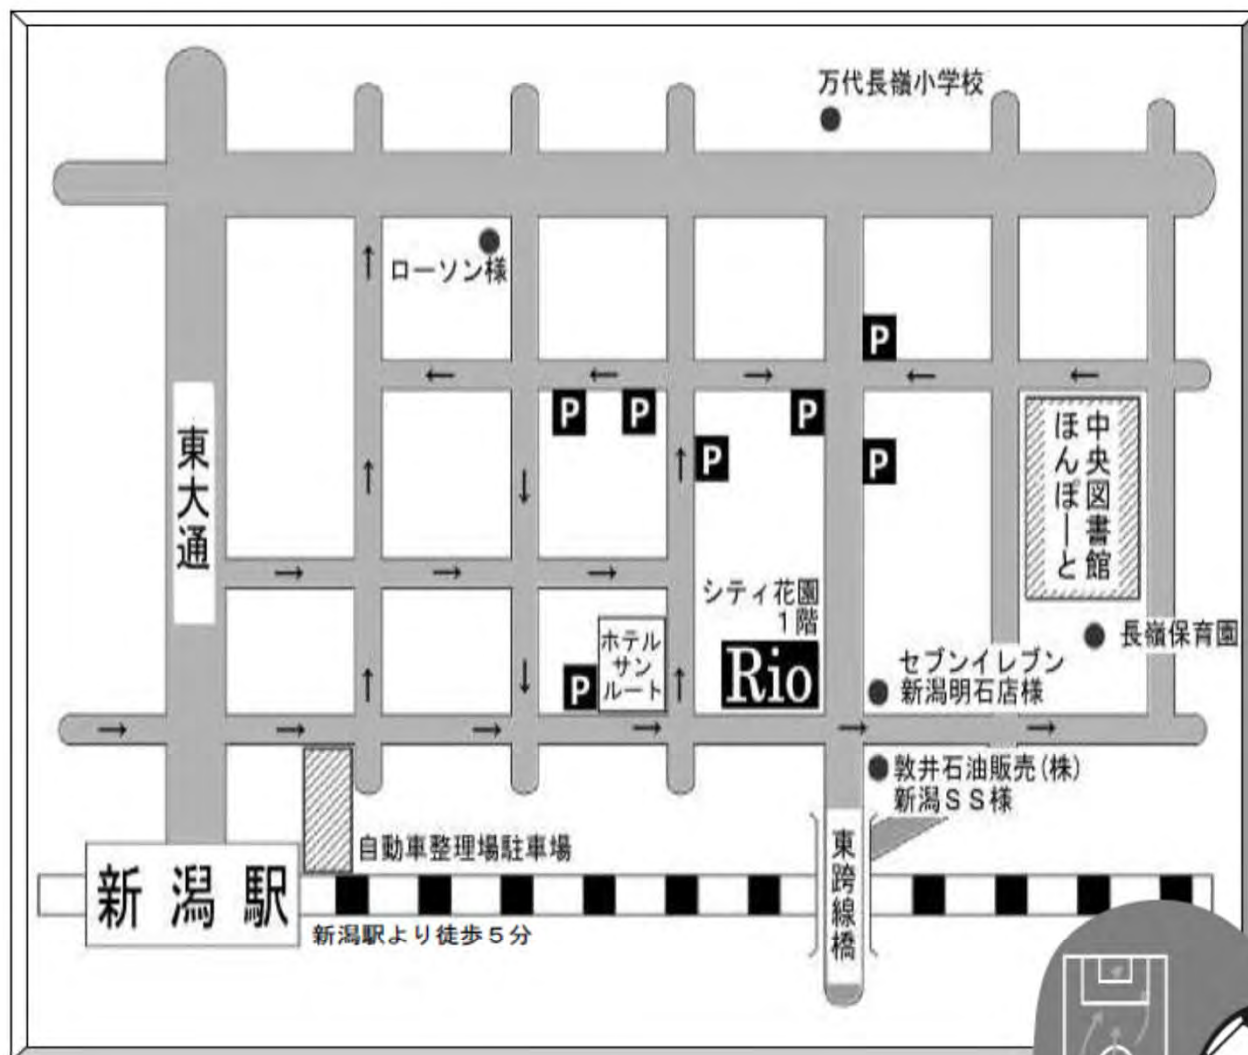 万代長嶺小学校
ローソン様
P
P
P
P
P
P
東大通
中央図書館
ほんぽーと
シティ花園
1階
Rio
ホテル
サン
ルート
P
長嶺保育園
セブンイレブン
新潟明石店様
敦井石油販売(株)
新潟SS様
自動車整理場駐車場
東跨線橋
新潟駅
新潟駅より徒歩5分